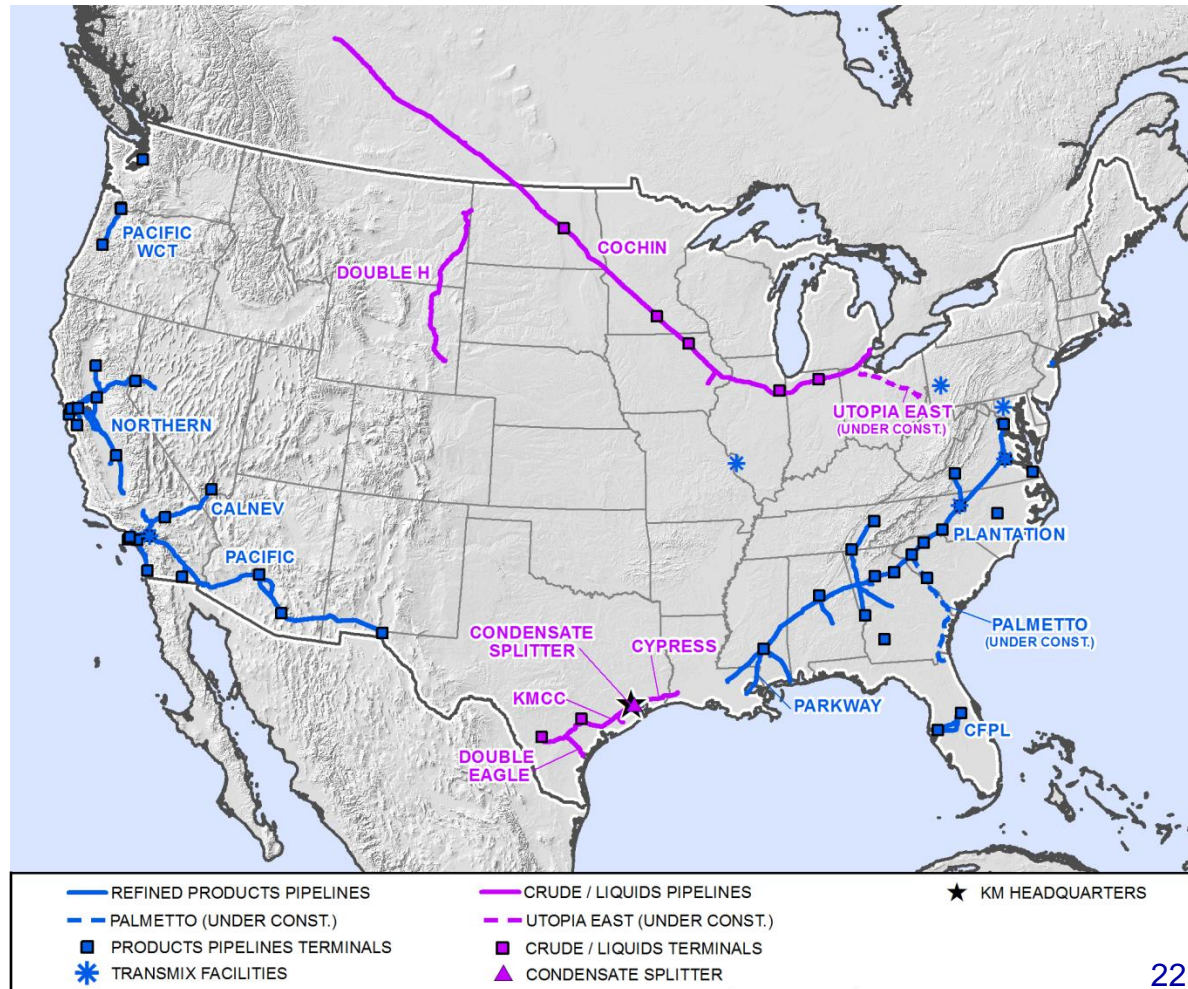 PACIFIC
WCT
DOUBLE H
COCHIN
UTOPIA EAST
(UNDER CONST.)
NORTHERN
CALNEV
PACIFIC
PLANTATION
PALMETTO
(UNDER CONST.)
CONDENSATE
SPLITTER
CYPRESS
KMCC
PARKWAY
DOUBLE
EAGLE
CFPL
REFINED PRODUCTS PIPELINES
PALMETTO (UNDER CONST.)
PRODUCTS PIPELINES TERMINALS
TRANSMIX FACILITIES
CRUDE / LIQUIDS PIPELINES
UTOPIA EAST (UNDER CONST.)
CRUDE / LIQUIDS TERMINALS
CONDENSATE SPLITTER
KM HEADQUARTERS
22